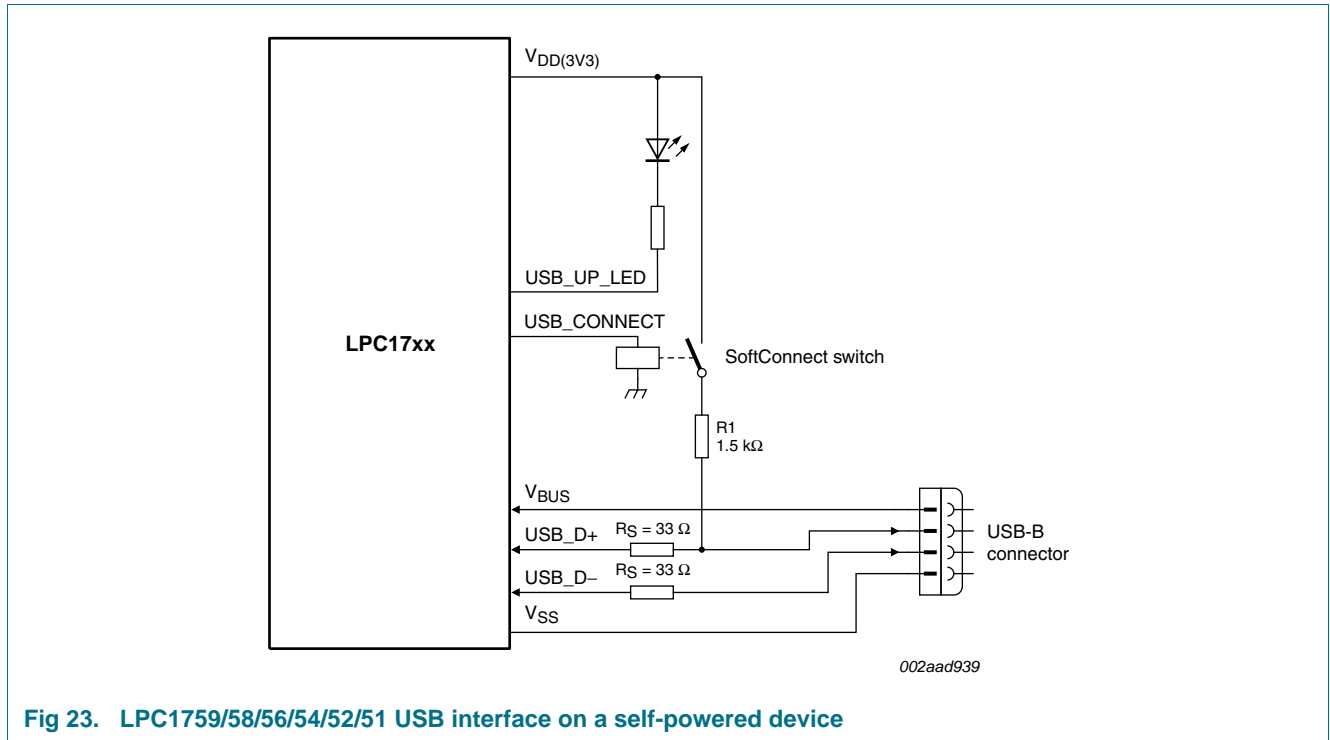 VDD(3V3)
USB_UP_LED
USB_CONNECT
LPC17xx
SoftConnect switch
R1
1.5 kΩ
VBUS
USB_D+
RS = 33 Ω
USB-B
connector
USB_D−
RS = 33 Ω
VSS
002aad939
Fig 23. LPC1759/58/56/54/52/51 USB interface on a self-powered device